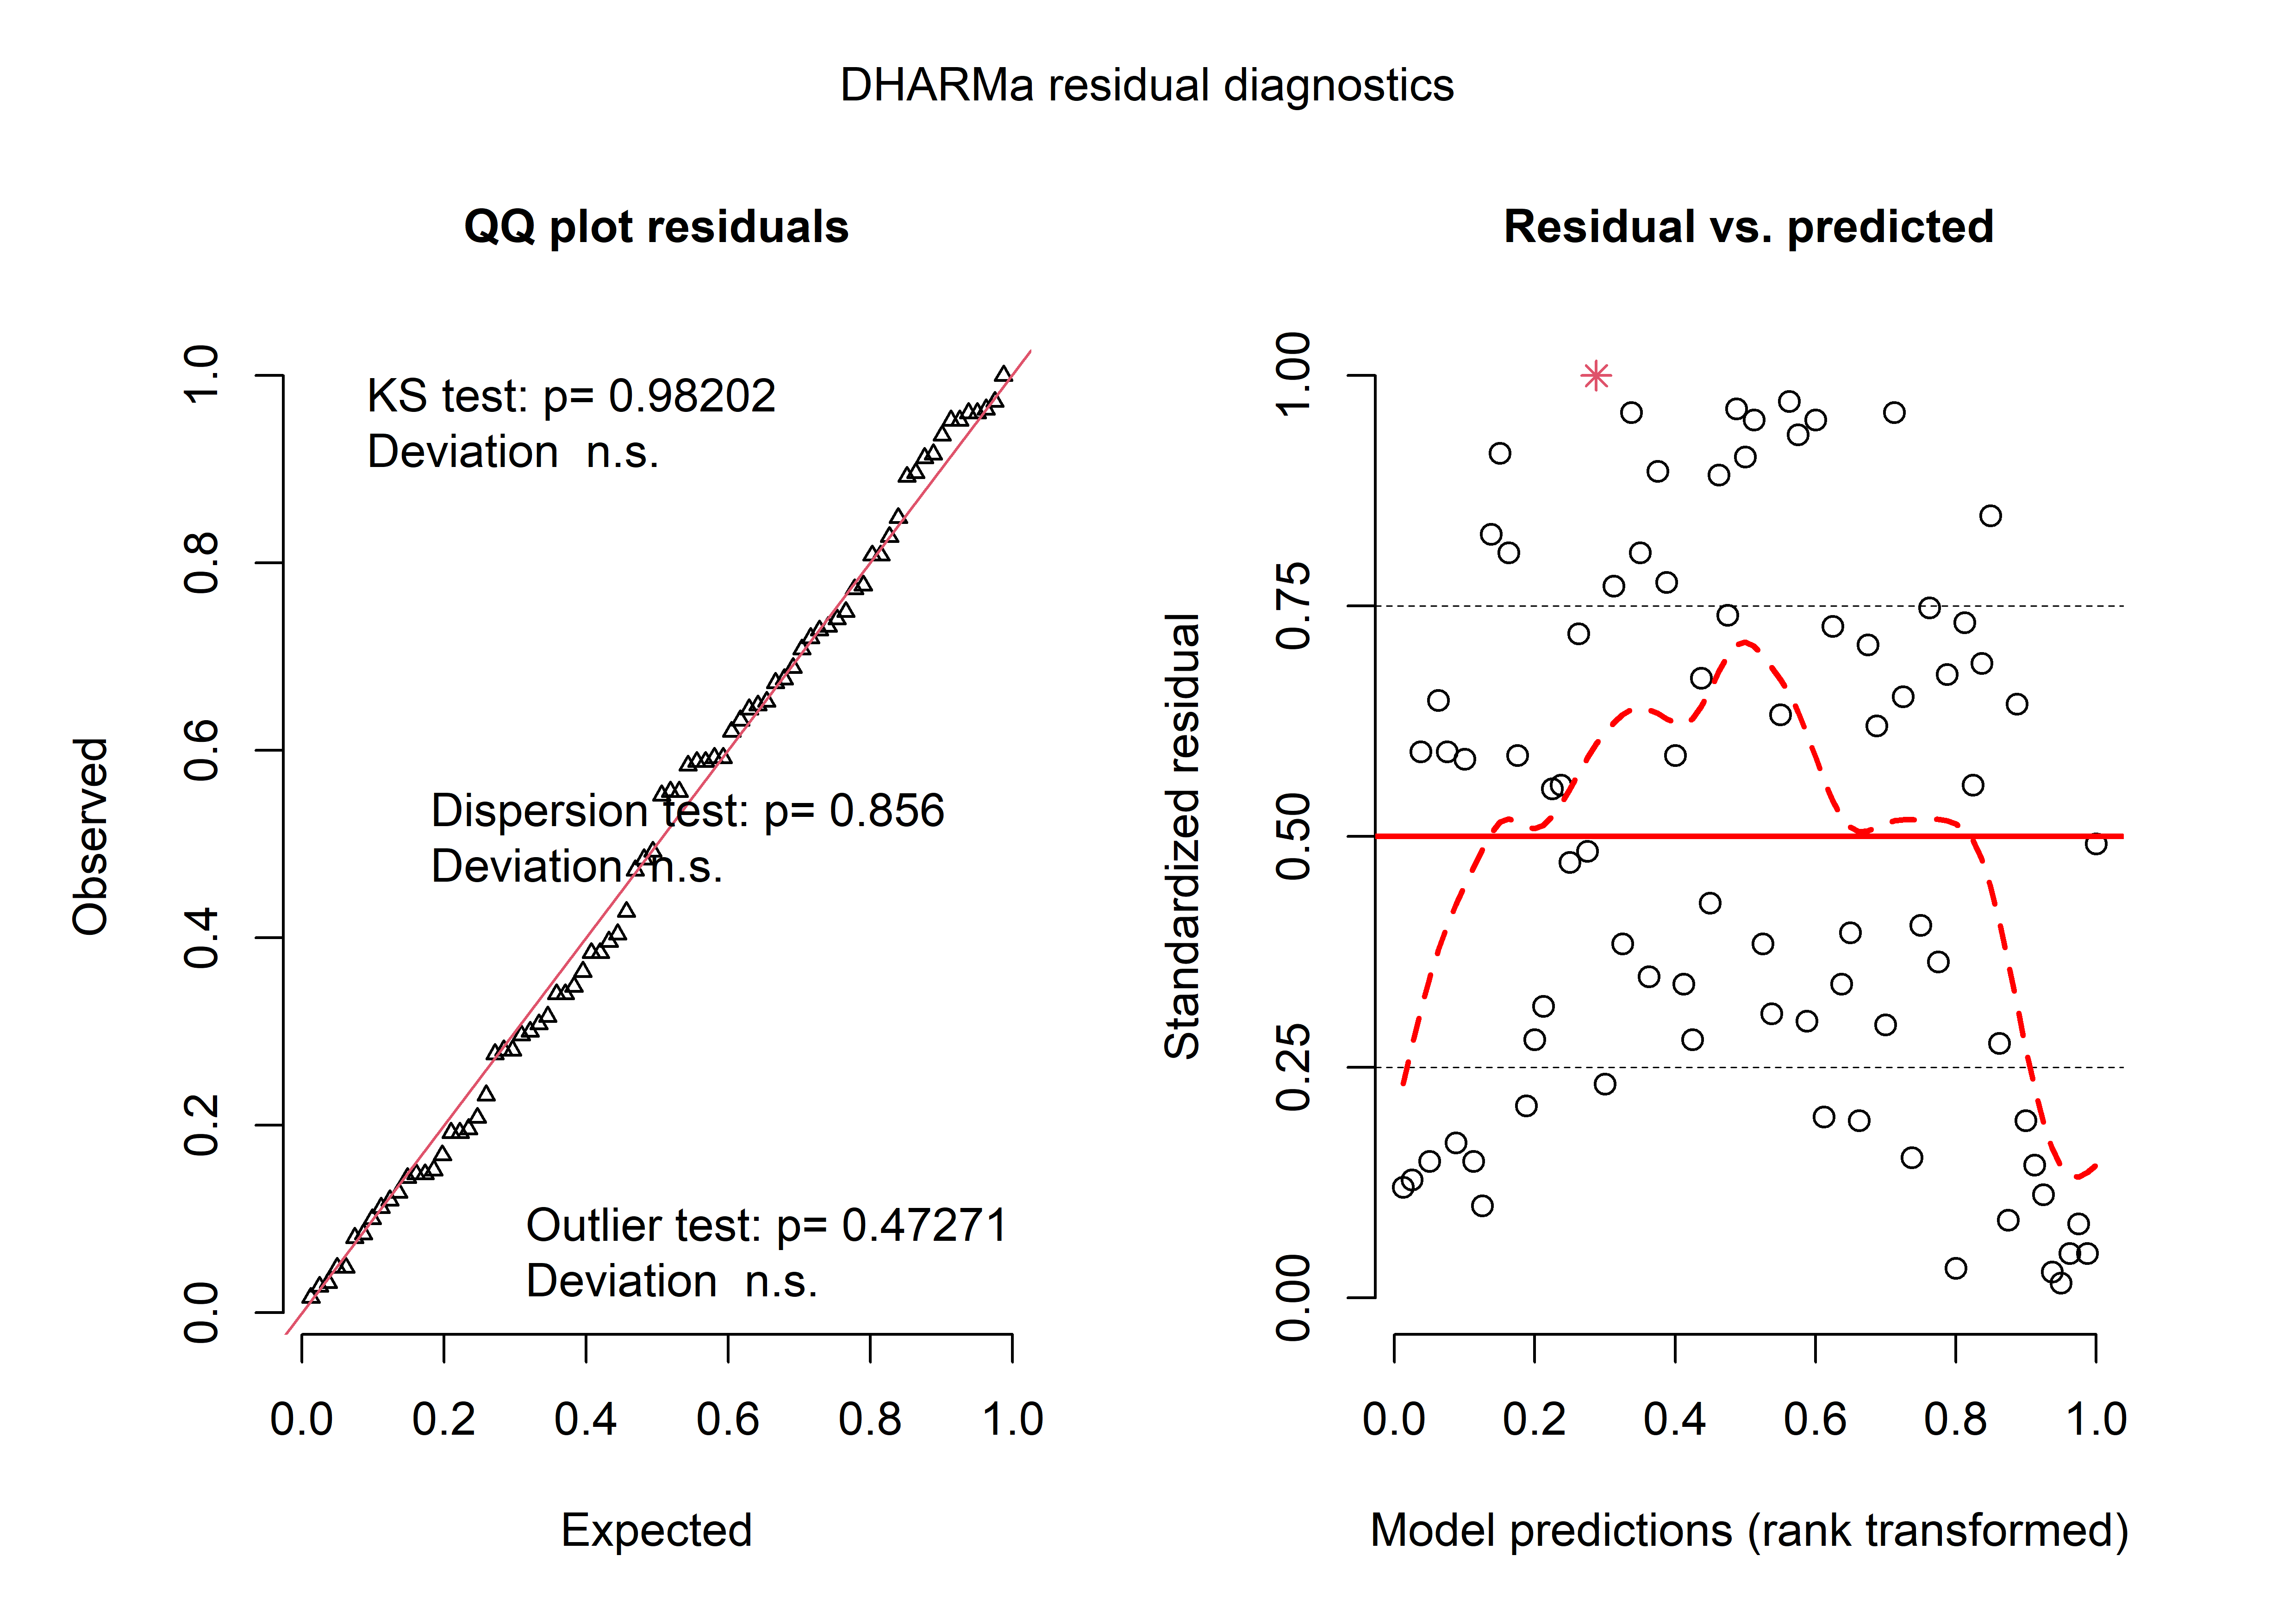 DHARMa residual diagnostics
QQ plot residuals
KS test: p= 0.98202
Deviation  n.s.
Dispersion test: p= 0.856
Deviation  n.s.
Outlier test: p= 0.47271
Deviation  n.s.
Observed
1.0
0.8
0.6
0.4
0.2
0.0
0.0 0.2 0.4 0.6 0.8 1.0
Expected
Residual vs. predicted
Standardized residual
1.00
0.75
0.50
0.25
0.00
0.0 0.2 0.4 0.6 0.8 1.0
Model predictions (rank transformed)